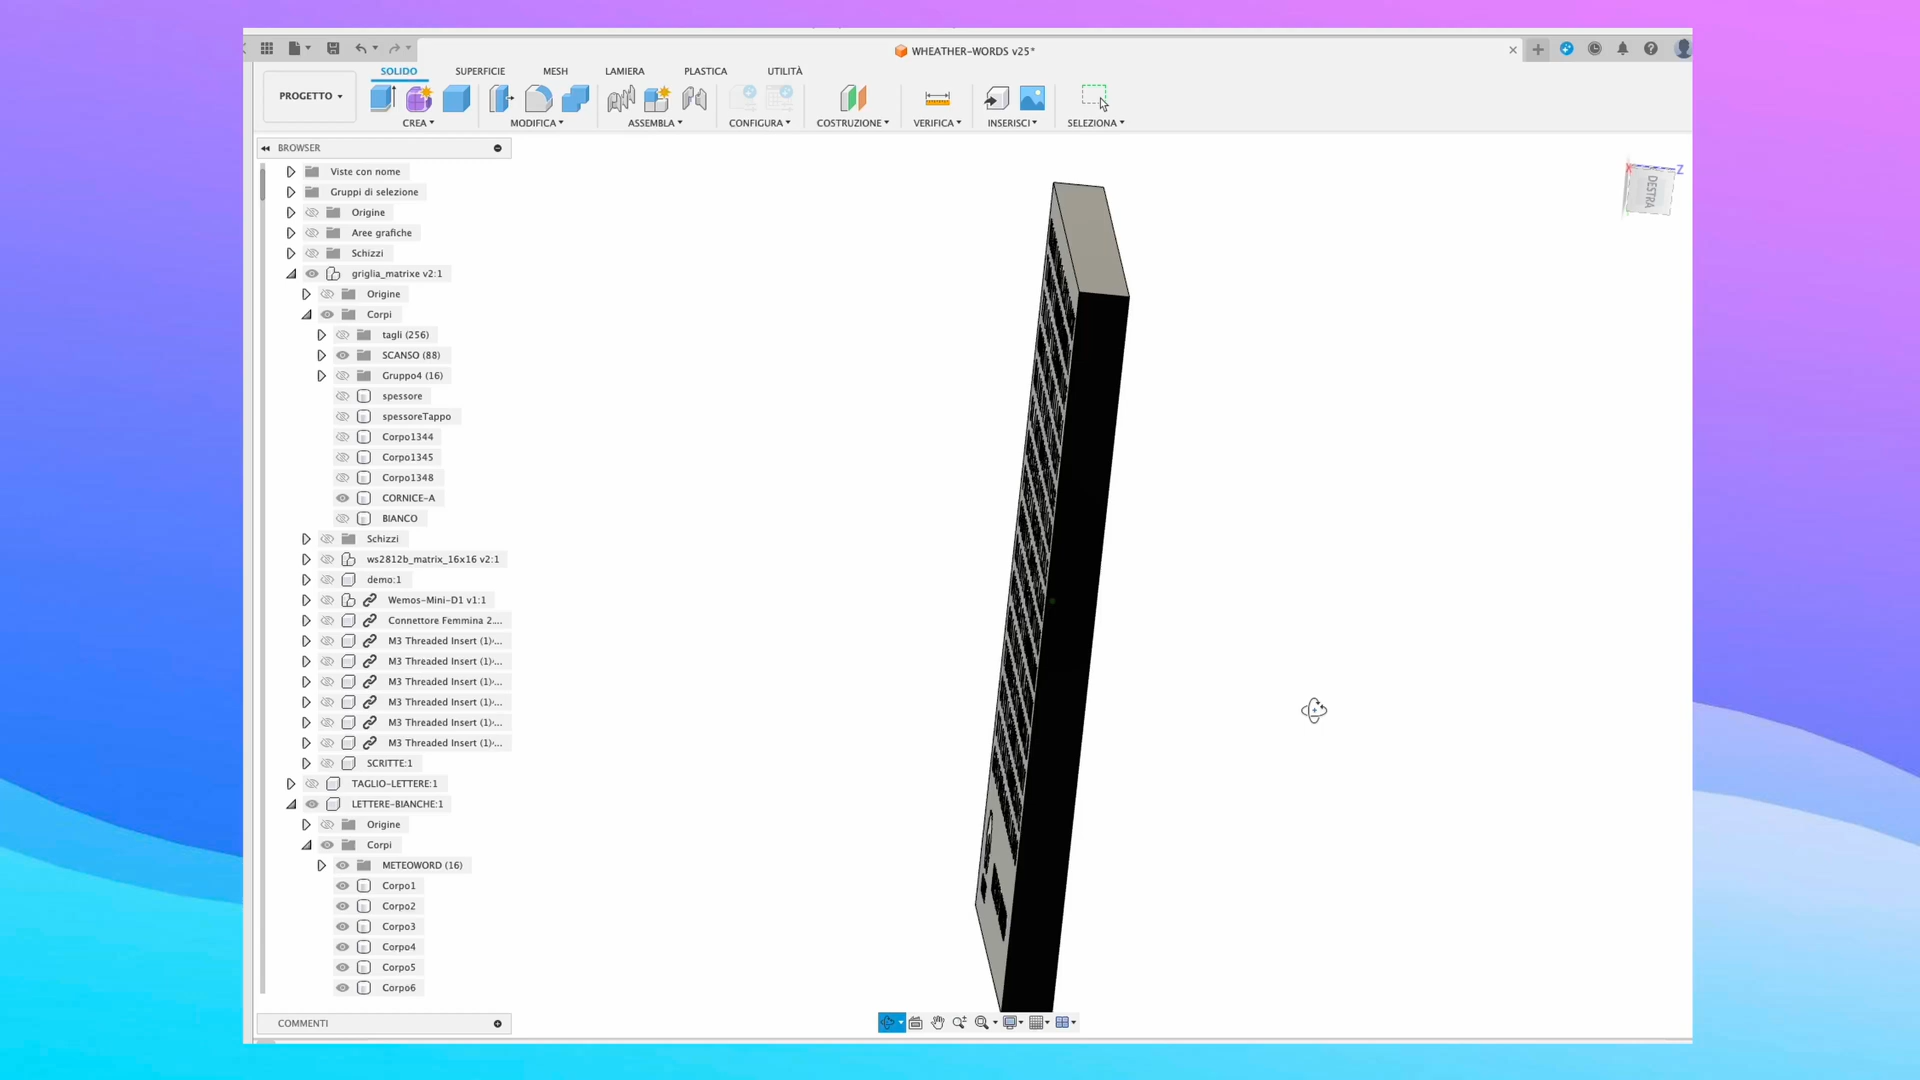 WHEATHER-WORDS v25*
SOLIDO SUPERFICIE MESH LAMIERA PLASTICA UTILITÀ
PROGETTO
CREA MODIFICA ASSEMBLA CONFIGURA COSTRUZIONE VERIFICA INSERISCI SELEZIONA
BROWSER
Viste con nome
Gruppi di selezione
Origine
Aree grafiche
Schizzi
griglia_matrixe v2:1
Origine
Corpi
tagli (256)
SCANSO (88)
Gruppo4 (16)
spessore
spessoreTappo
Corpo1344
Corpo1345
Corpo1348
CORNICE-A
BIANCO
Schizzi
ws2812b_matrix_16x16 v2:1
demo:1
Wemos-Mini-D1 v1:1
Connettore Femmina 2....
M3 Threaded Insert (1)·...
M3 Threaded Insert (1)·...
M3 Threaded Insert (1)·...
M3 Threaded Insert (1)·...
M3 Threaded Insert (1)·...
M3 Threaded Insert (1)·...
SCRITTE:1
TAGLIO-LETTERE:1
LETTERE-BIANCHE:1
Origine
Corpi
METEOWORD (16)
Corpo1
Corpo2
Corpo3
Corpo4
Corpo5
Corpo6
COMMENTI
DESTRA
X
Z